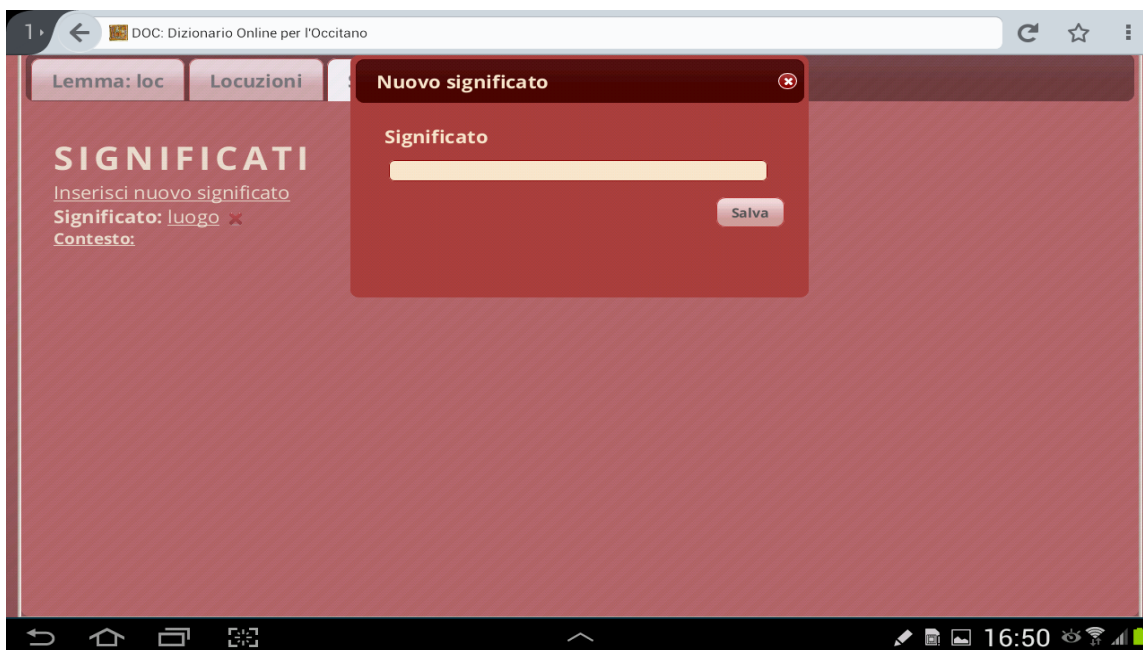 1
DOC: Dizionario Online per l'Occitano
Lemma: loc
Locuzioni
Nuovo significato
Significato
Salva
SIGNIFICATI
Inserisci nuovo significato
Significato: luogo
Contesto:
16:50